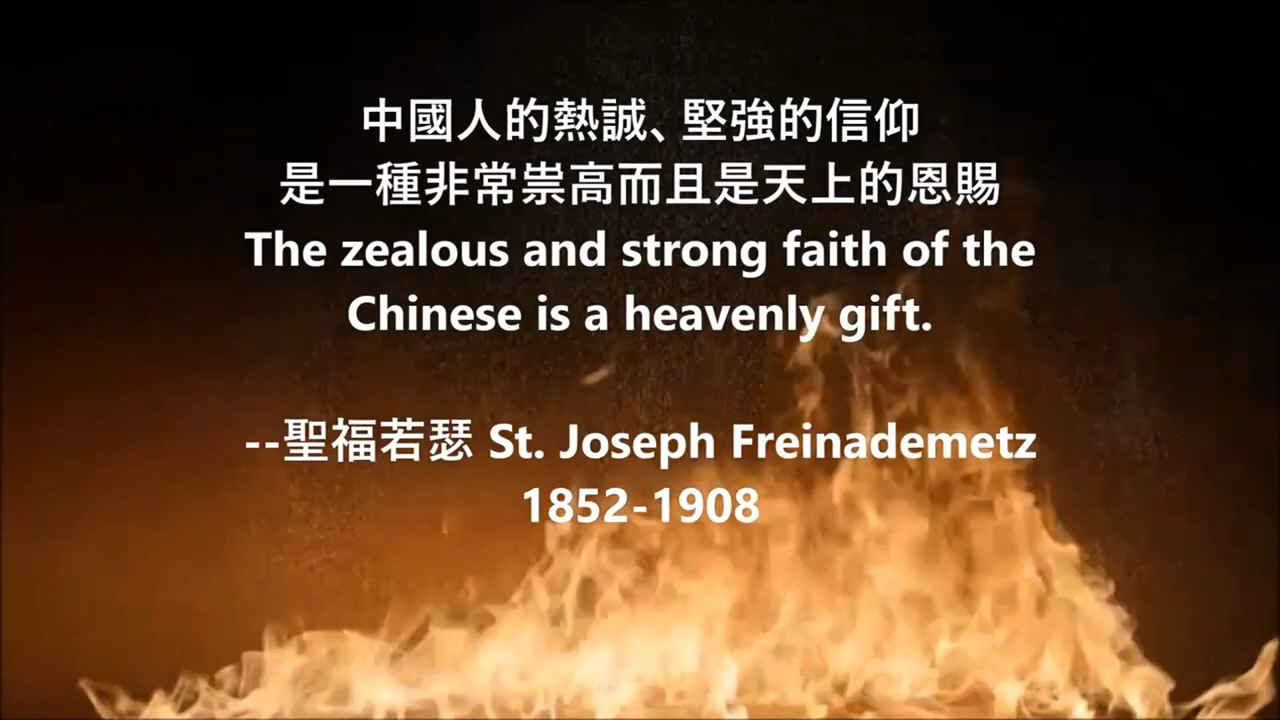 中國人的熱誠、堅強的信仰
是一種非常祟高而且是天上的恩賜
The zealous and strong faith of the
Chinese is a heavenly gift.
--聖福若瑟 St. Joseph Freinademetz
1852-1908